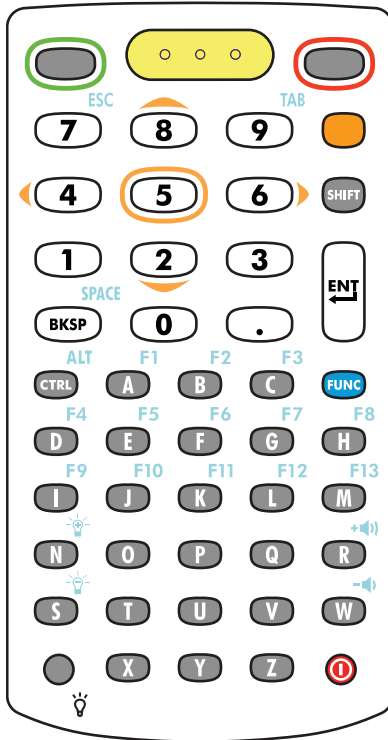 ESC TAB
7 8 9
4 5 6 SHIFT
1 2 3
ENT
SPACE
BKSP 0 .
ALT F1 F2 F3
CTRL A B C FUNC
F4 F5 F6 F7 F8
D E F G H
F9 F10 F11 F12 F13
I J K L M
+
N O P Q R
-
S T U V W
X Y Z